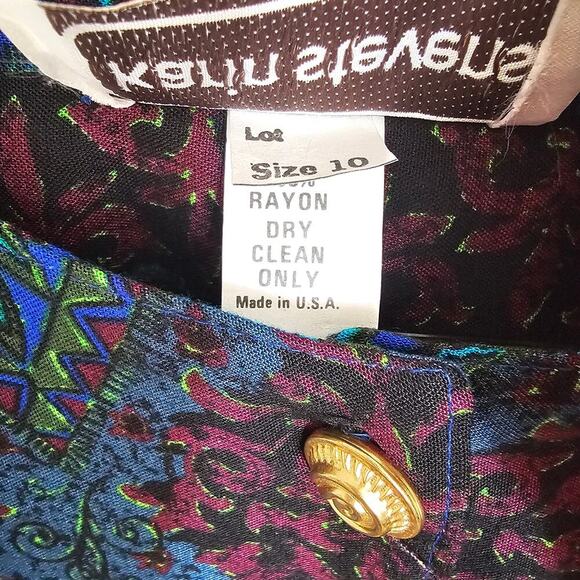 karin stevens
Lot
Size 10
RAYON
DRY
CLEAN
ONLY
Made in U.S.A.